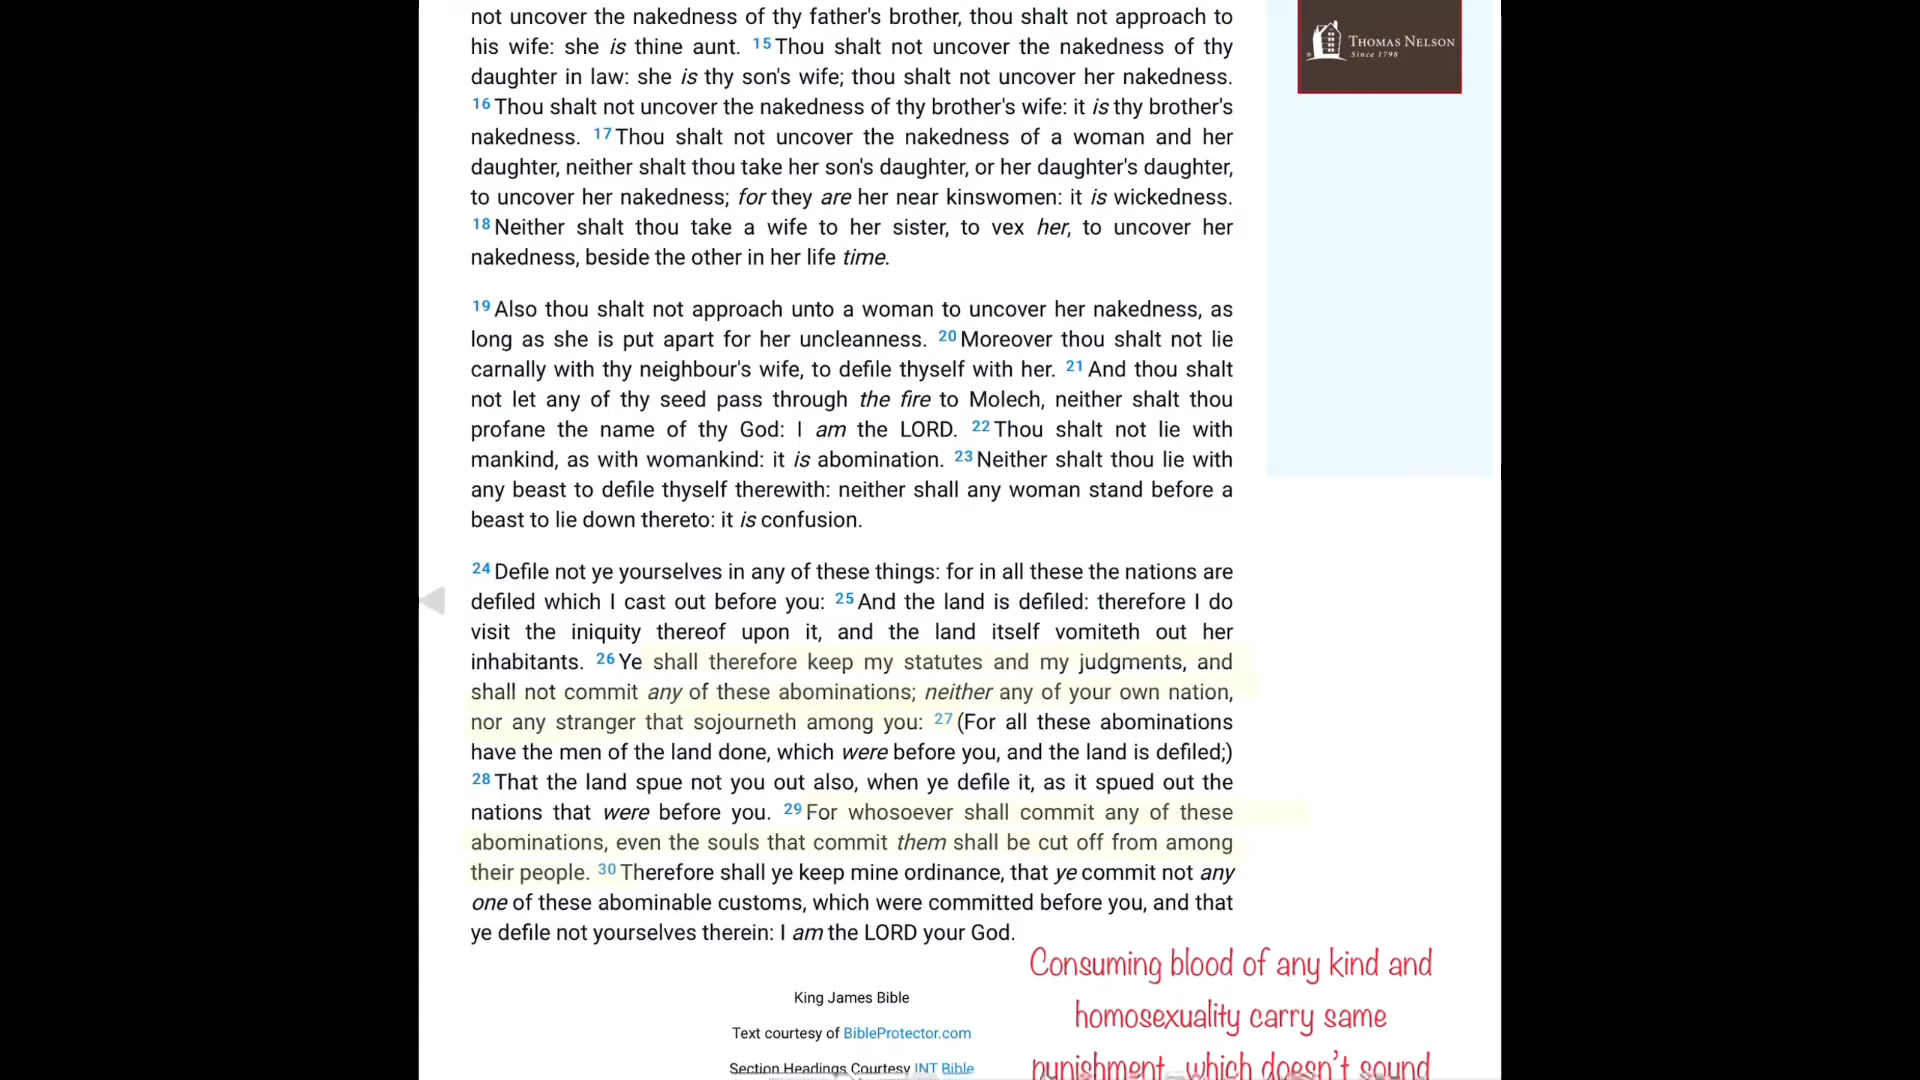 not uncover the nakedness of thy father's brother, thou shalt not approach to
his wife: she is thine aunt. 15 Thou shalt not uncover the nakedness of thy
daughter in law: she is thy son's wife; thou shalt not uncover her nakedness.
16 Thou shalt not uncover the nakedness of thy brother's wife: it is thy brother's
nakedness. 17 Thou shalt not uncover the nakedness of a woman and her
daughter, neither shalt thou take her son's daughter, or her daughter's daughter,
to uncover her nakedness; for they are her near kinswomen: it is wickedness.
18 Neither shalt thou take a wife to her sister, to vex her, to uncover her
nakedness, beside the other in her life time.
19 Also thou shalt not approach unto a woman to uncover her nakedness, as
long as she is put apart for her uncleanness. 20 Moreover thou shalt not lie
carnally with thy neighbour's wife, to defile thyself with her. 21 And thou shalt
not let any of thy seed pass through the fire to Molech, neither shalt thou
profane the name of thy God: I am the LORD. 22 Thou shalt not lie with
mankind, as with womankind: it is abomination. 23 Neither shalt thou lie with
any beast to defile thyself therewith: neither shall any woman stand before a
beast to lie down thereto: it is confusion.
24 Defile not ye yourselves in any of these things: for in all these the nations are
defiled which I cast out before you: 25 And the land is defiled: therefore I do
visit the iniquity thereof upon it, and the land itself vomiteth out her
inhabitants. 26 Ye shall therefore keep my statutes and my judgments, and
shall not commit any of these abominations; neither any of your own nation,
nor any stranger that sojourneth among you: 27 (For all these abominations
have the men of the land done, which were before you, and the land is defiled;)
28 That the land spue not you out also, when ye defile it, as it spued out the
nations that were before you. 29 For whosoever shall commit any of these
abominations, even the souls that commit them shall be cut off from among
their people. 30 Therefore shall ye keep mine ordinance, that ye commit not any
one of these abominable customs, which were committed before you, and that
ye defile not yourselves therein: I am the LORD your God.
King James Bible
Text courtesy of BibleProtector.com
Section Headings Courtesy INT Bible
THOMAS NELSON
Since 1798
Consuming blood of any kind and
homosexuality carry same
punishment, which doesn't sound